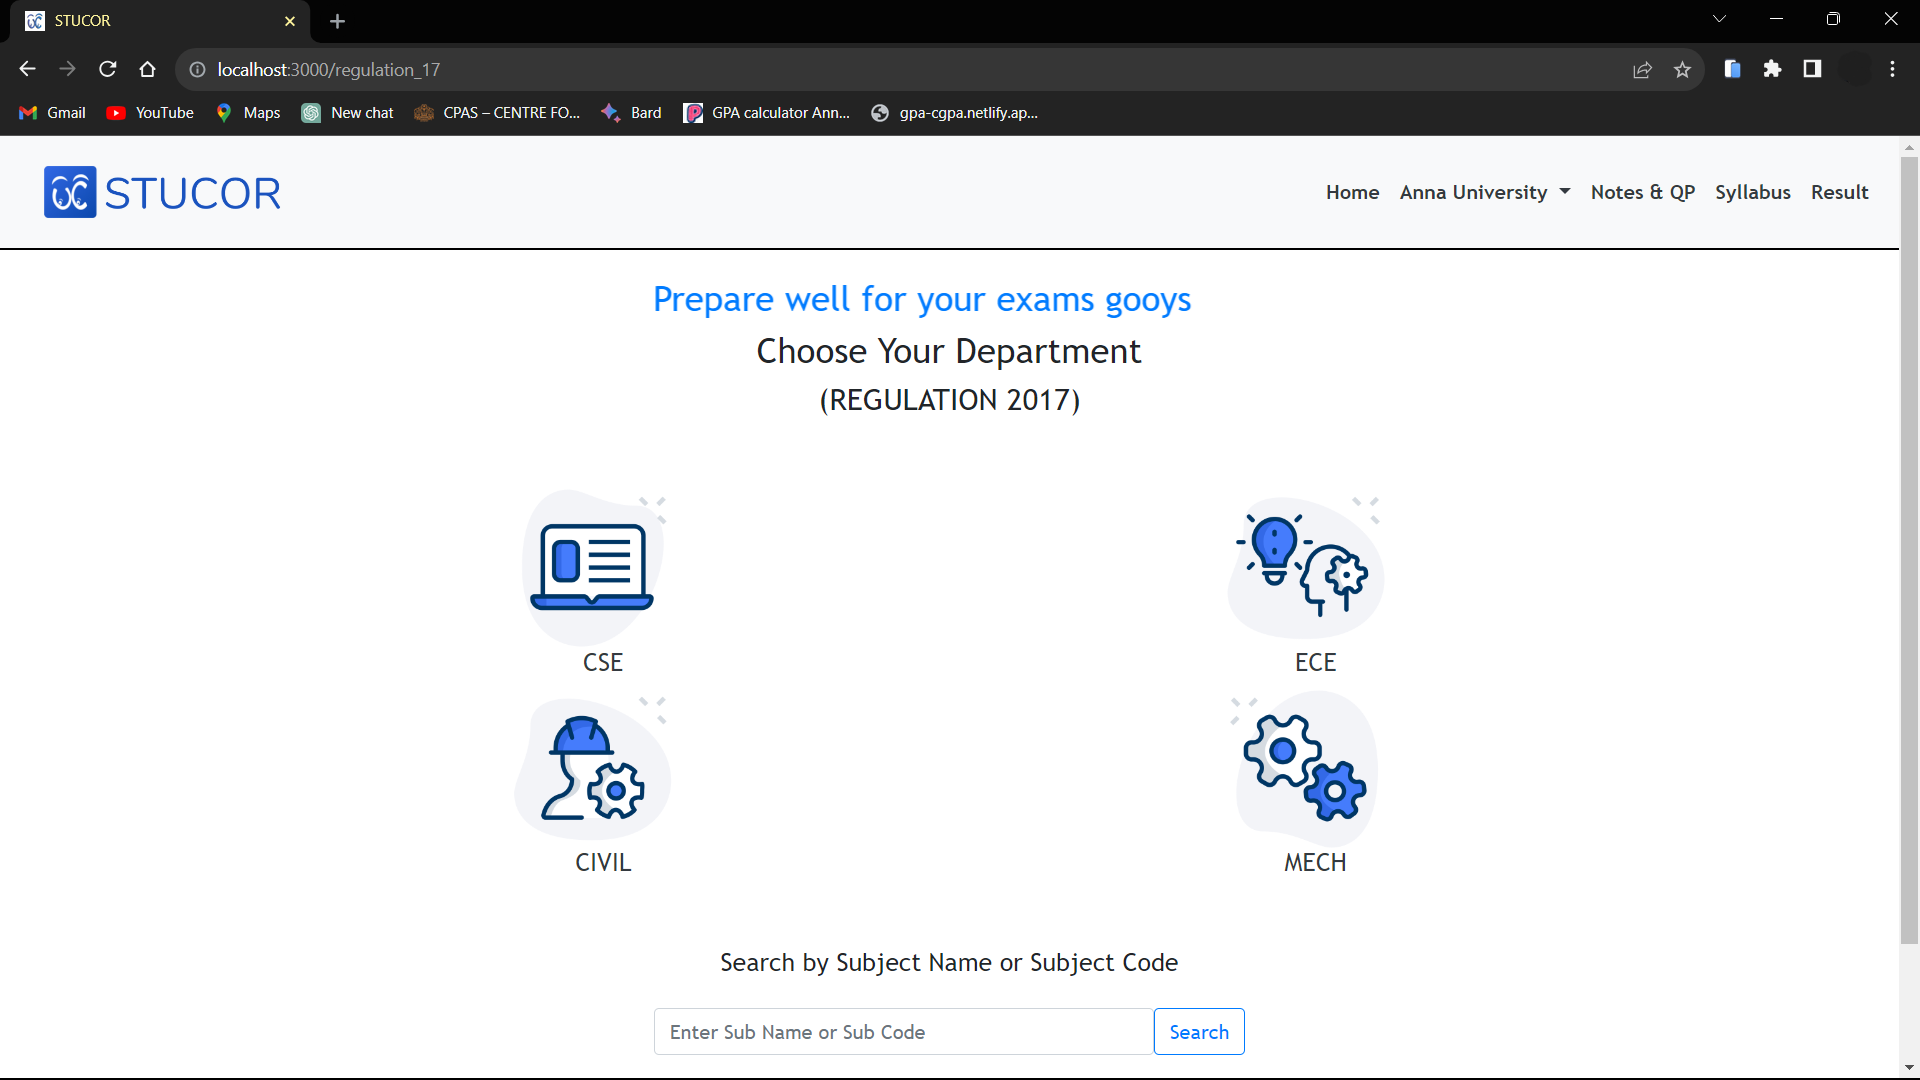 STUCOR
localhost:3000/regulation_17
Gmail YouTube Maps New chat CPAS – CENTRE FO... Bard GPA calculator Ann... gpa-cgpa.netlify.ap...
STUCOR
Home Anna University Notes & QP Syllabus Result
Prepare well for your exams gooys
Choose Your Department
(REGULATION 2017)
CSE ECE
CIVIL MECH
Search by Subject Name or Subject Code
Enter Sub Name or Sub Code Search